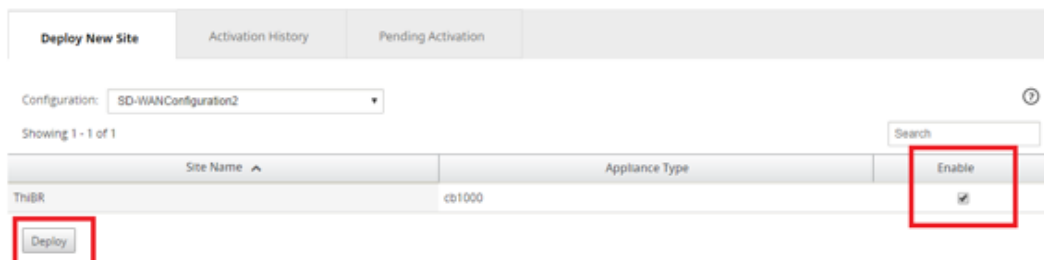 Deploy New Site Activation History Pending Activation
Configuration: SD-WANConfiguration2
Showing 1 - 1 of 1 Search
Site Name Appliance Type Enable
ThiBR cb1000
Deploy